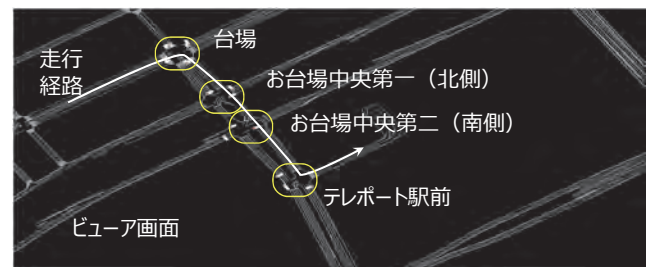 台場
走行
経路
お台場中央第一（北側）
お台場中央第二（南側）
テレポート駅前
ビューア画面